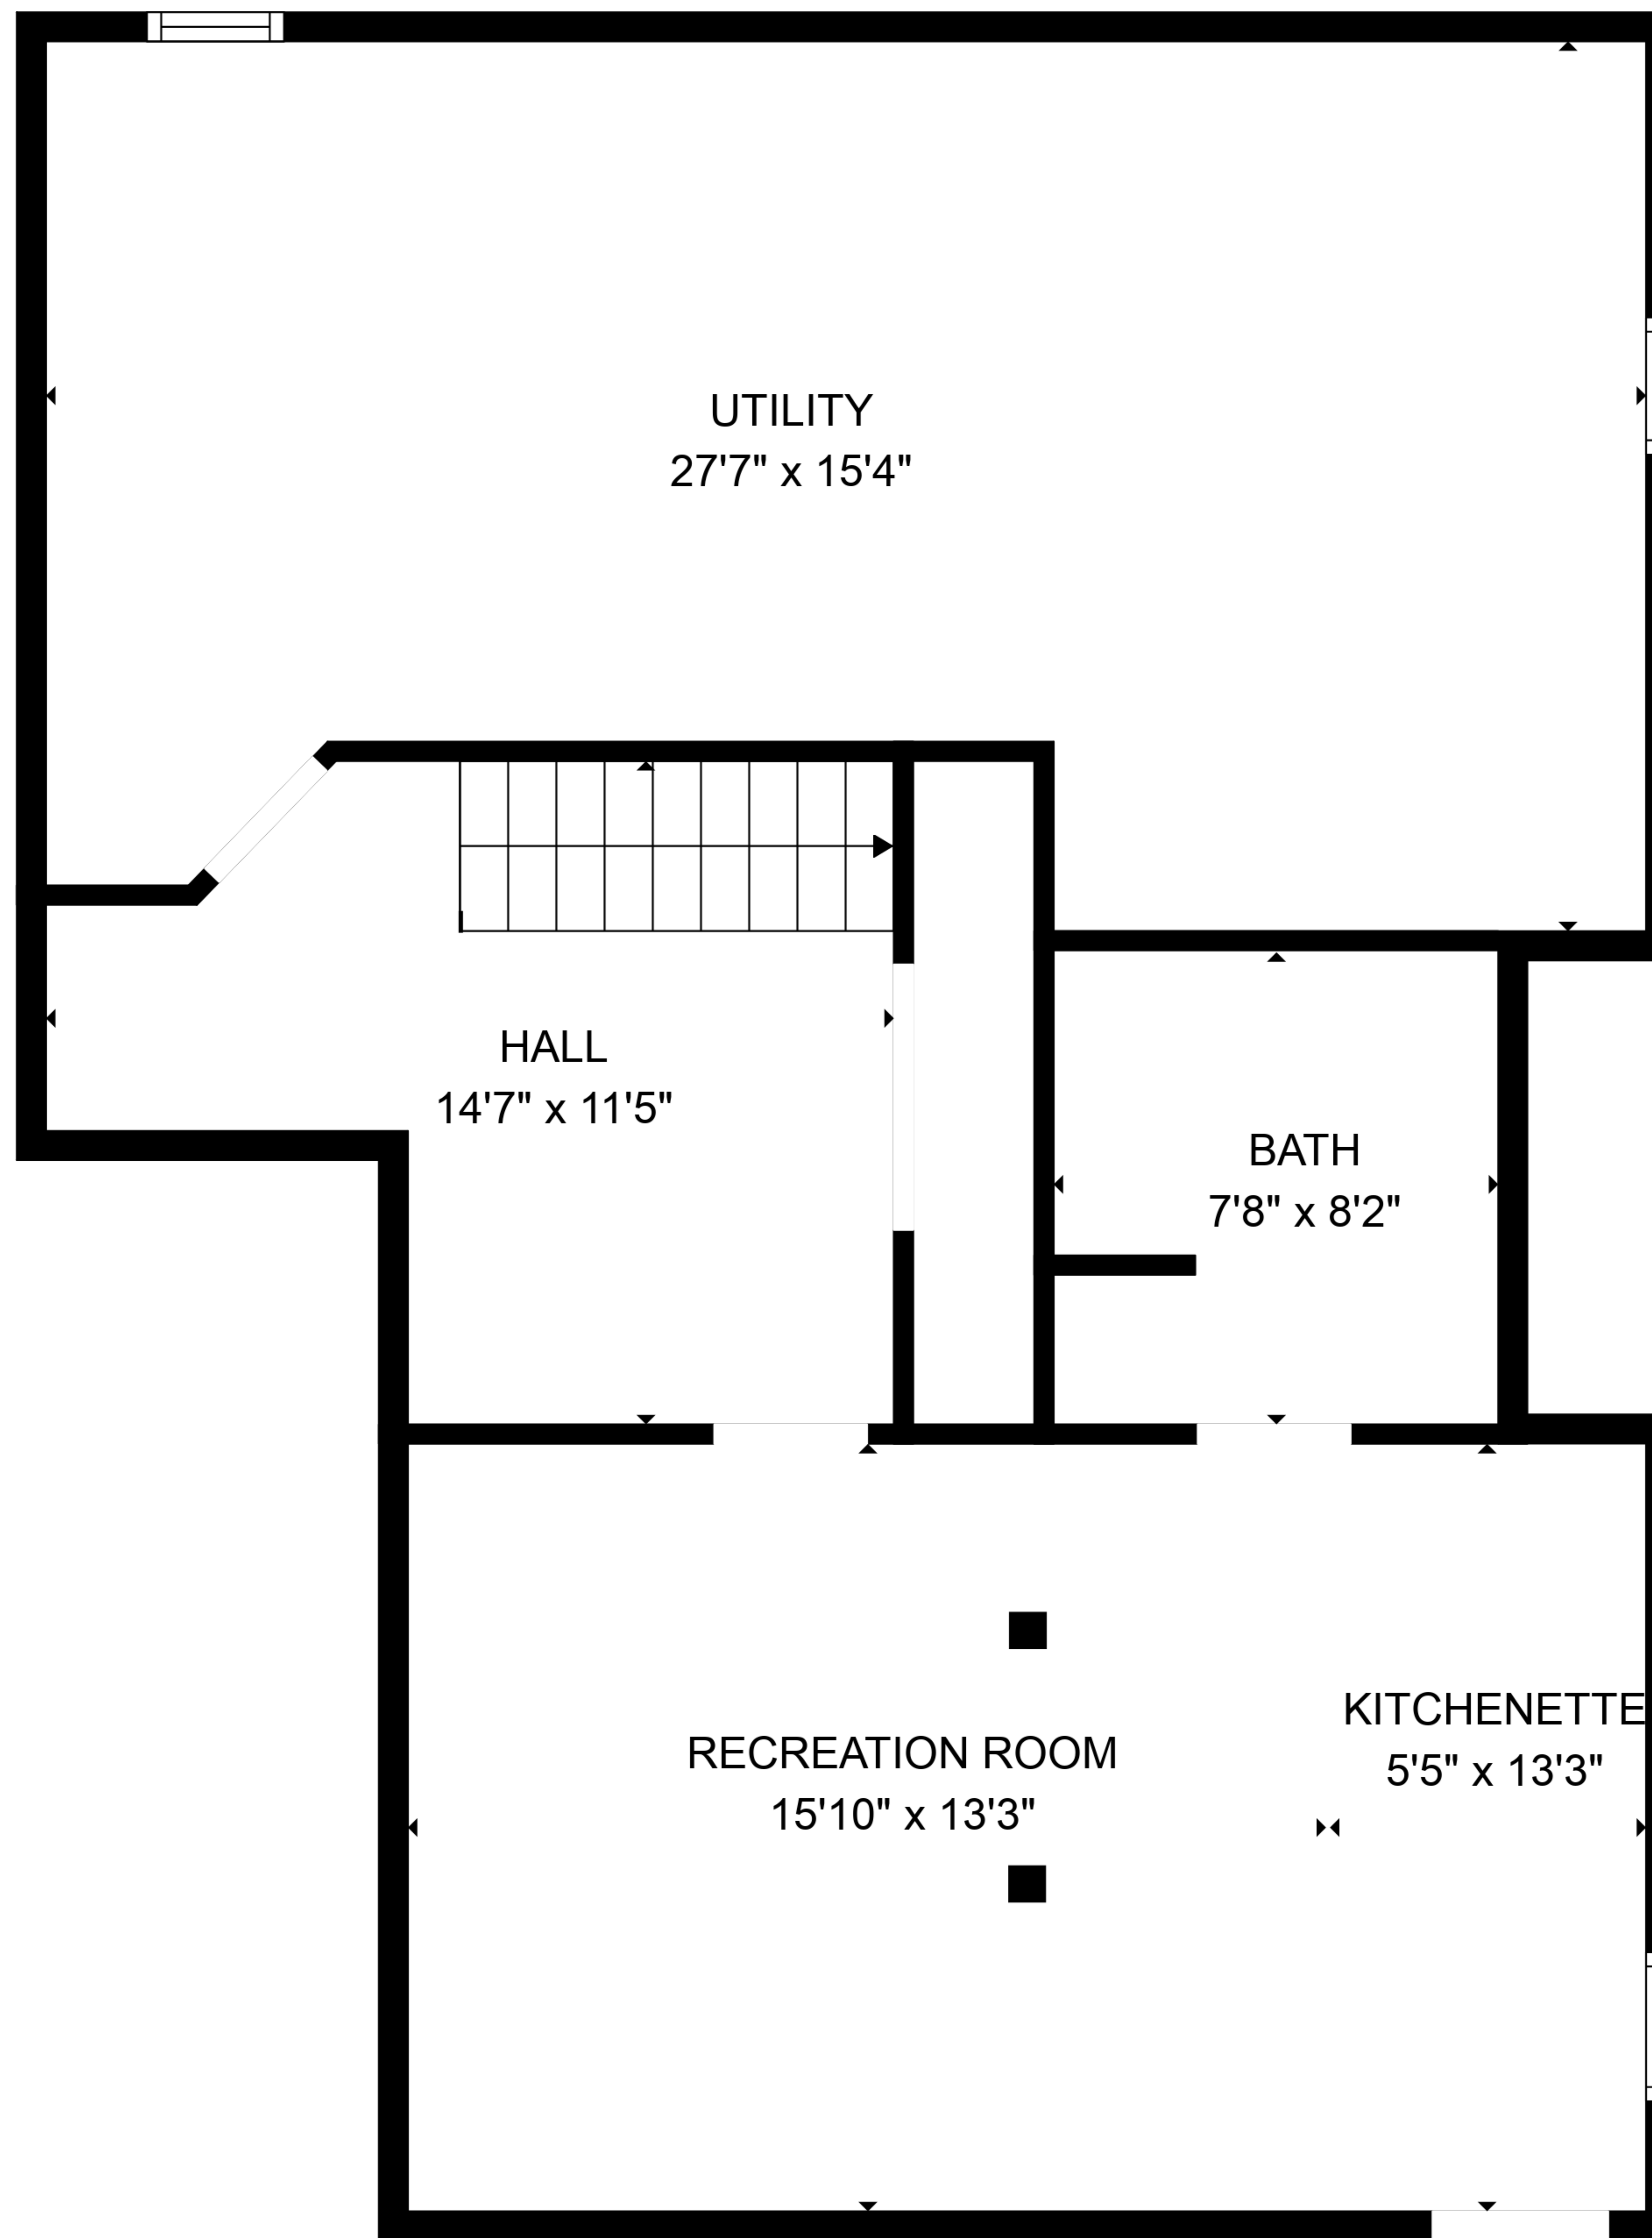 UTILITY
27'7" x 15'4"
HALL
14'7" x 11'5"
BATH
7'8" x 8'2"
KITCHENETTE
5'5" x 13'3"
RECREATION ROOM
15'10" x 13'3"